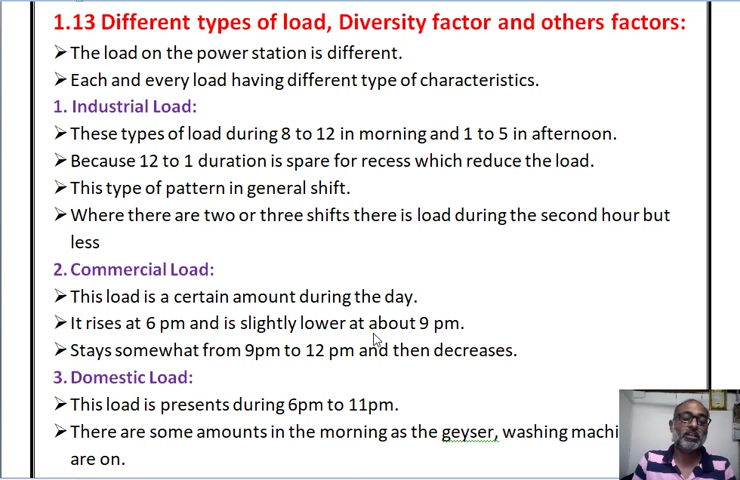 1.13 Different types of load, Diversity factor and others factors:
➢ The load on the power station is different.
➢ Each and every load having different type of characteristics.
1. Industrial Load:
➢ These types of load during 8 to 12 in morning and 1 to 5 in afternoon.
➢ Because 12 to 1 duration is spare for recess which reduce the load.
➢ This type of pattern in general shift.
➢ Where there are two or three shifts there is load during the second hour but
less
2. Commercial Load:
➢ This load is a certain amount during the day.
➢ It rises at 6 pm and is slightly lower at about 9 pm.
➢ Stays somewhat from 9pm to 12 pm and then decreases.
3. Domestic Load:
➢ This load is presents during 6pm to 11pm.
➢ There are some amounts in the morning as the geyser, washing machi
are on.